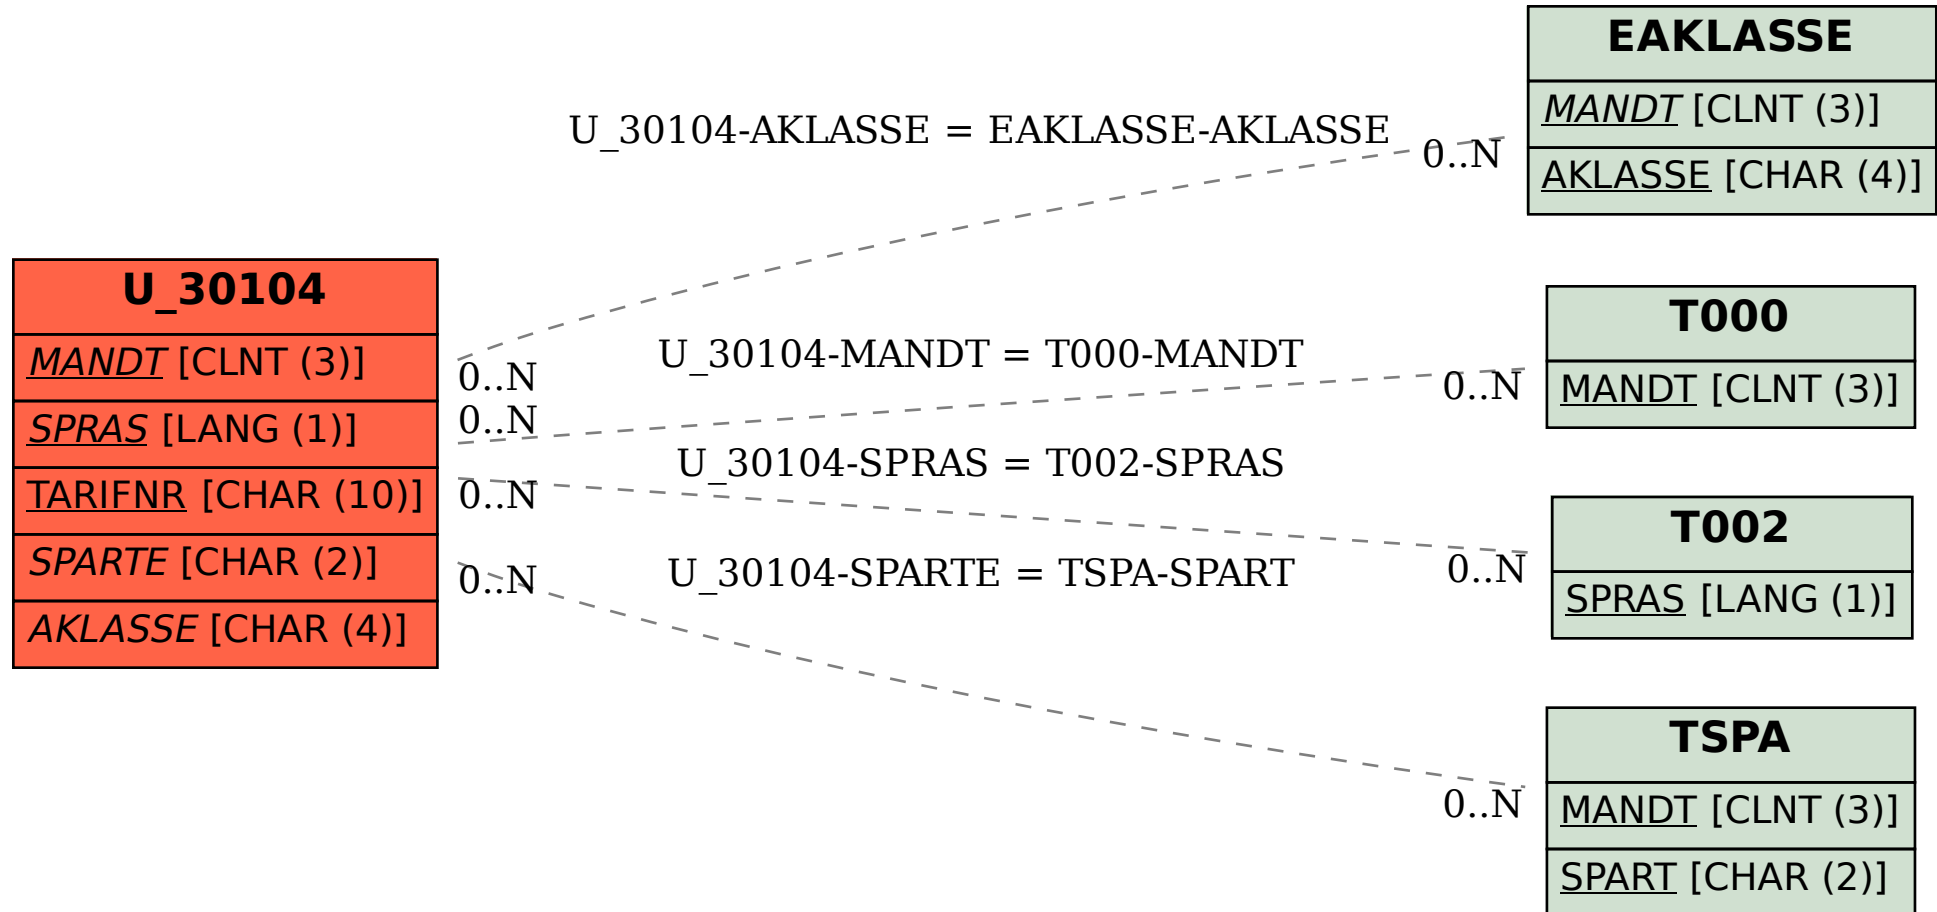 EAKLASSE
MANDT [CLNT (3)]
AKLASSE [CHAR (4)]
U_30104-AKLASSE = EAKLASSE-AKLASSE
0..N
U_30104
MANDT [CLNT (3)]
SPRAS [LANG (1)]
TARIFNR [CHAR (10)]
SPARTE [CHAR (2)]
AKLASSE [CHAR (4)]
0..N
0..N
0..N
0..N
U_30104-MANDT = T000-MANDT
0..N
T000
MANDT [CLNT (3)]
U_30104-SPRAS = T002-SPRAS
0..N
T002
SPRAS [LANG (1)]
U_30104-SPARTE = TSPA-SPART
0..N
TSPA
MANDT [CLNT (3)]
SPART [CHAR (2)]